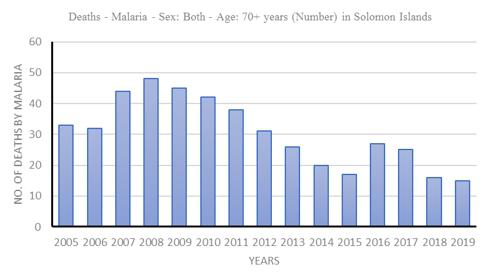 Deaths - Malaria - Sex: Both - Age: 70+ years (Number) in Solomon Islands
60
50
40
30
20
10
0
NO. OF DEATHS BY MALARIA
2005 2006 2007 2008 2009 2010 2011 2012 2013 2014 2015 2016 2017 2018 2019
YEARS